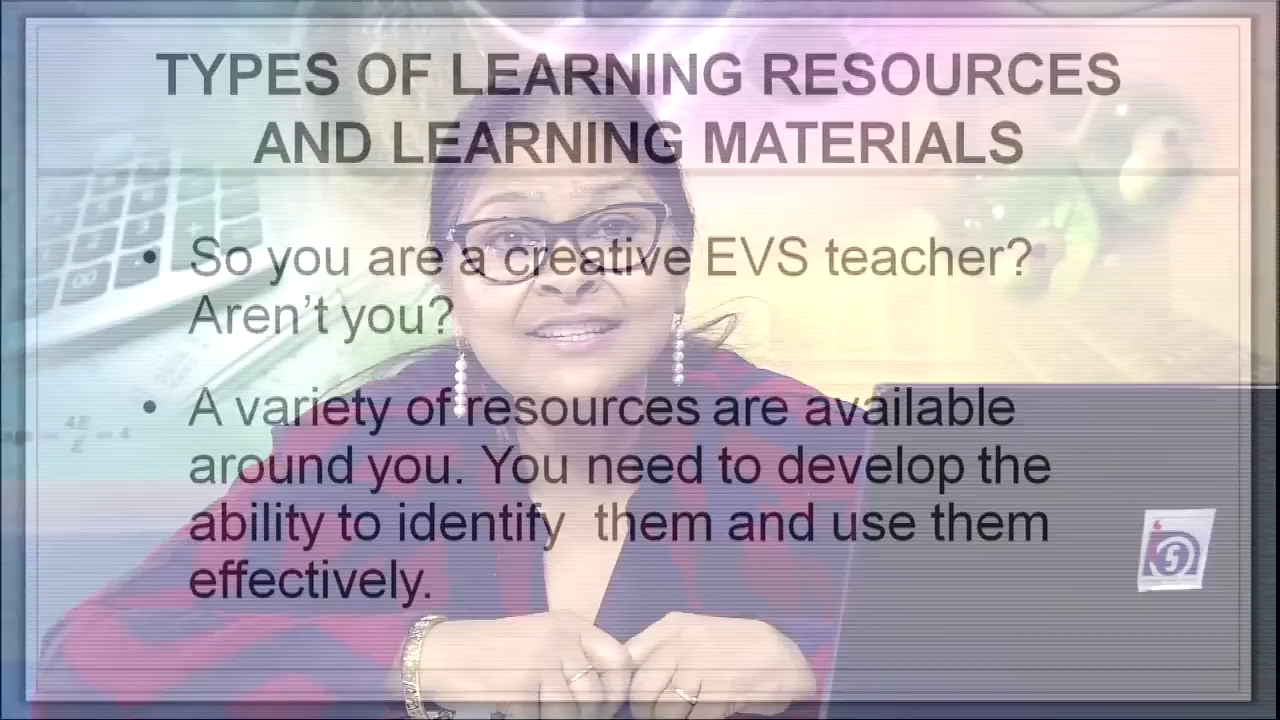 TYPES OF LEARNING RESOURCES
AND LEARNING MATERIALS
• So you are a creative EVS teacher?
Aren't you?
• A variety of resources are available
around you. You need to develop the
ability to identify  them and use them
effectively.